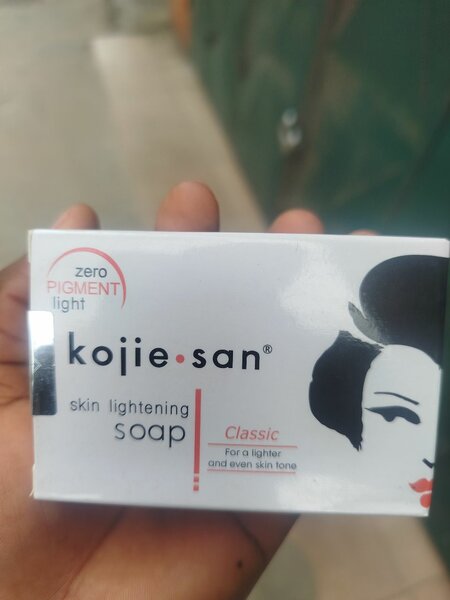 zero
PIGMENT
light
kojie•san®
skin lightening
soap
Classic
For a lighter
and even skin tone